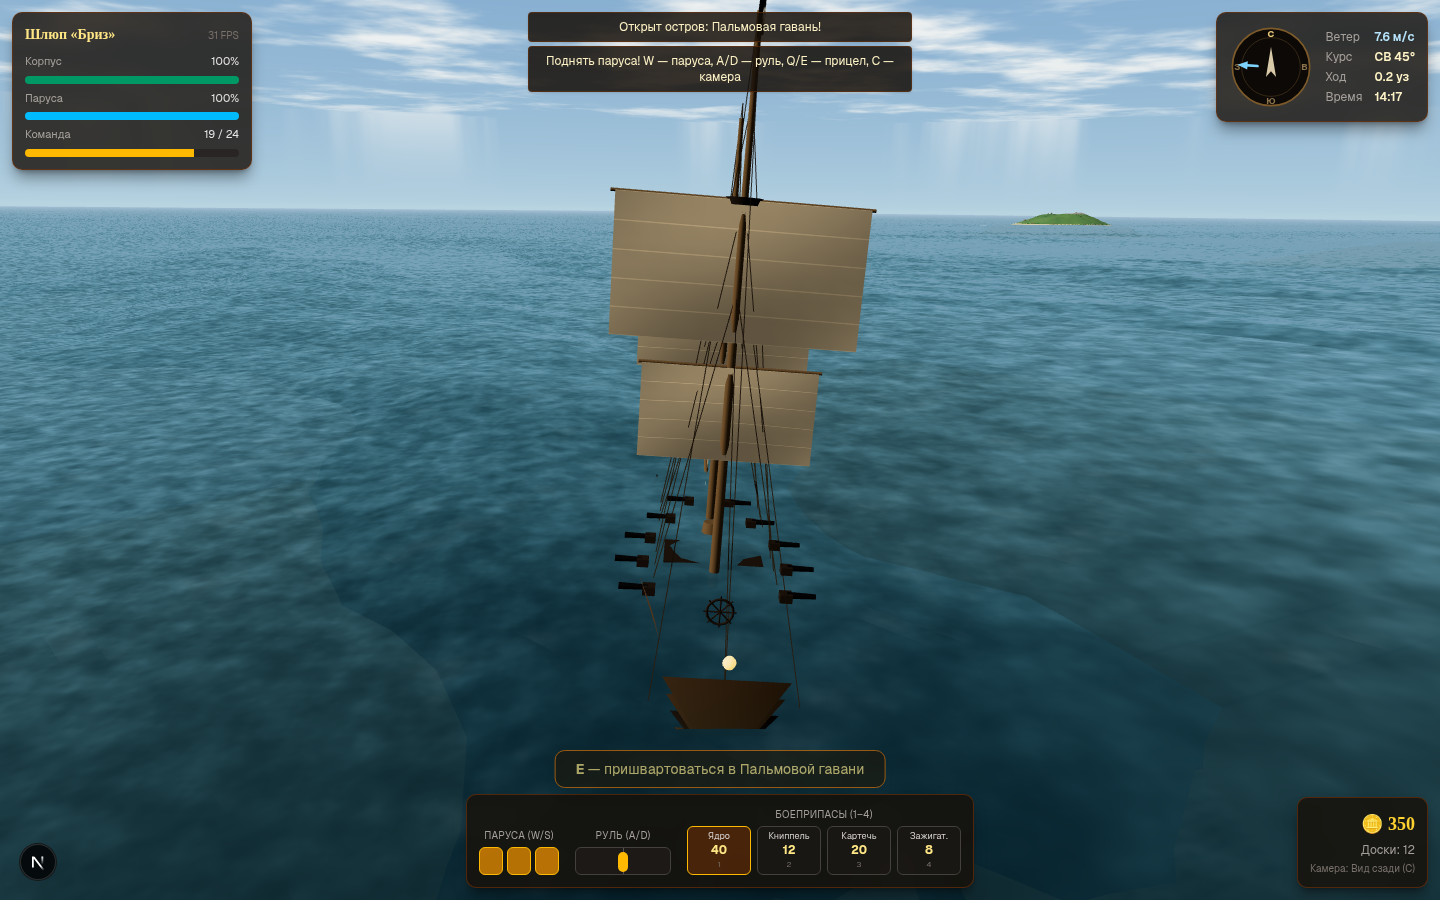 Шлюп «Бриз»
31 FPS
Корпус
100%
Паруса
100%
Команда
19 / 24
Открыт остров: Пальмовая гавань!
Поднять паруса! W — паруса, A/D — руль, Q/E — прицел, C —
камера
С
В
Ю
Ветер
7.6 м/с
Курс
СВ 45°
Ход
0.2 уз
Время
14:17
E — пришвартоваться в Пальмовой гавани
БОЕПРИПАСЫ (1–4)
ПАРУСА (W/S)
РУЛЬ (A/D)
Ядро
40
1
Книппель
12
2
Картечь
20
3
Зажигат.
8
4
N
350
Доски: 12
Камера: Вид сзади (C)